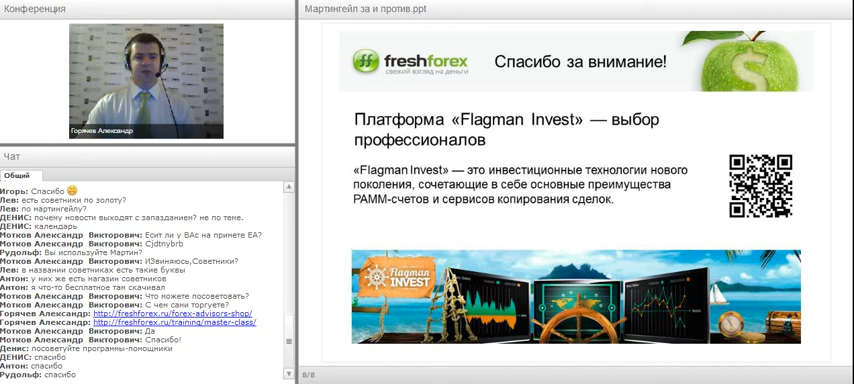 Конференция
Горячев Александр
Чат
Общий
Игорь: Спасибо
Лев: есть советники по золоту?
Лев: по мартингейлу?
ДЕНИС: почему новости выходят с запазданием? не по теме.
ДЕНИС: календарь
Мотков Александр Викторович: Есит ли у ВАс на примете ЕА?
Мотков Александр Викторович: Cjdtnybrb
Рудольф: Вы используете Мартин?
Мотков Александр Викторович: ИЗвиняюсь,Советники?
Лев: в названии советниках есть такие буквы
Антон: у них же есть магазин советников
Антон: я что-то бесплатное там скачивал
Мотков Александр Викторович: Что можете посоветовать?
Мотков Александр Викторович: С чем сами торгуете?
Горячев Александр: http://freshforex.ru/forex-advisors-shop/
Горячев Александр: http://freshforex.ru/training/master-class/
Мотков Александр Викторович: Да
Мотков Александр Викторович: Спасибо!
Денис: посоветуйте програмы-помощники
ДЕНИС: спасибо
Антон: спасибо
Рудольф: спасибо
Мартингейл за и против.ppt
freshforex
свежий взгляд на деньги
Спасибо за внимание!
Платформа «Flagman Invest» — выбор
профессионалов
«Flagman Invest» — это инвестиционные технологии нового
поколения, сочетающие в себе основные преимущества
PAMM-счетов и сервисов копирования сделок.
Flagman
INVEST
8/8